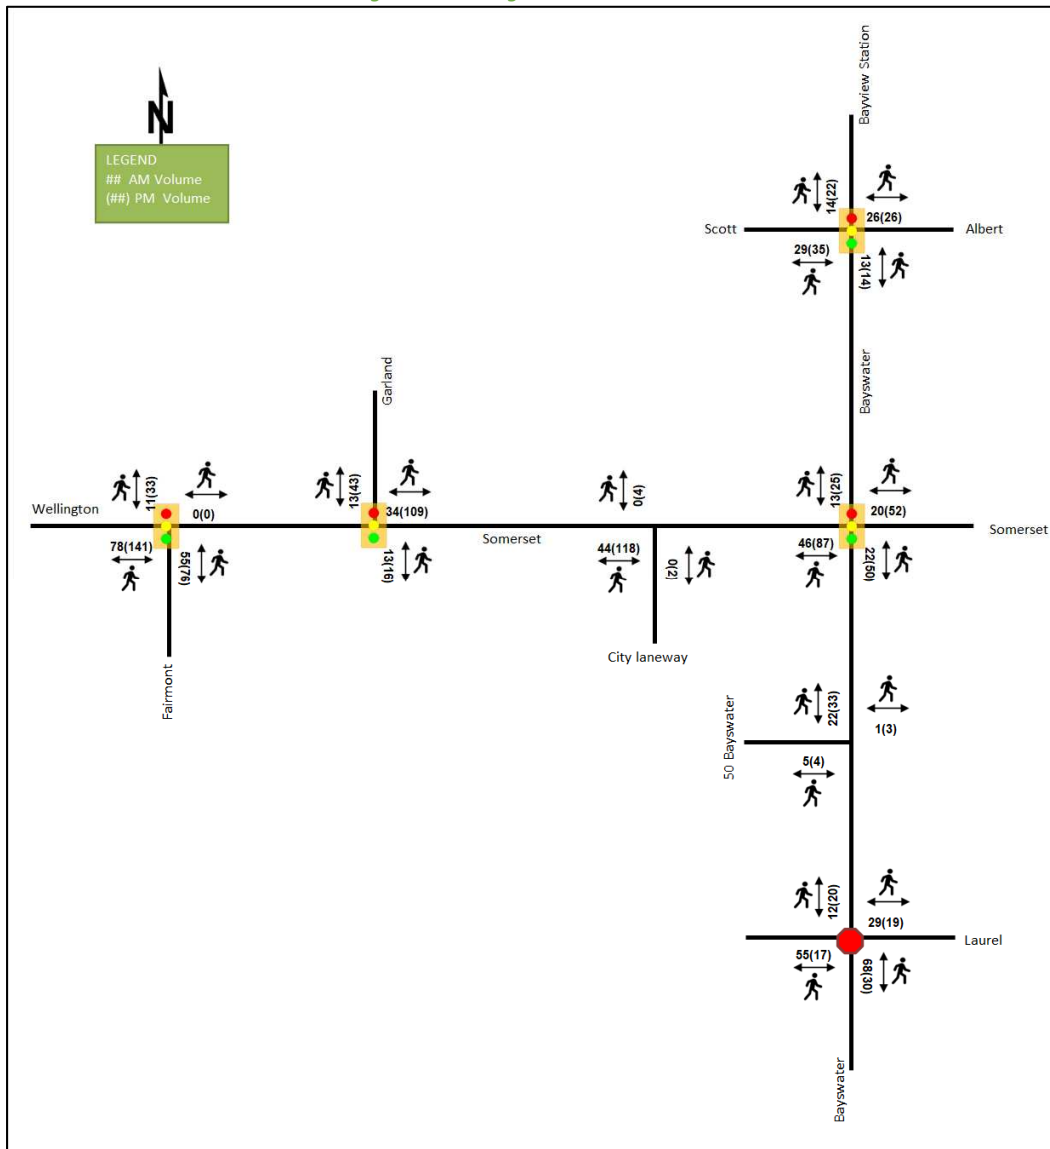 N
LEGEND
## AM Volume
(##) PM Volume
Bayview Station
14(22)
26(26)
Scott
Albert
29(35)
13(14)
Bayswater
Garland
11(33)
0(0)
Wellington
78(141)
55(76)
Fairmont
13(43)
34(109)
13(16)
Somerset
0(4)
44(118)
0(2)
City laneway
13(25)
20(52)
Somerset
46(87)
22(50)
22(33)
1(3)
50 Bayswater
5(4)
12(20)
29(19)
Laurel
55(17)
68(30)
Bayswater